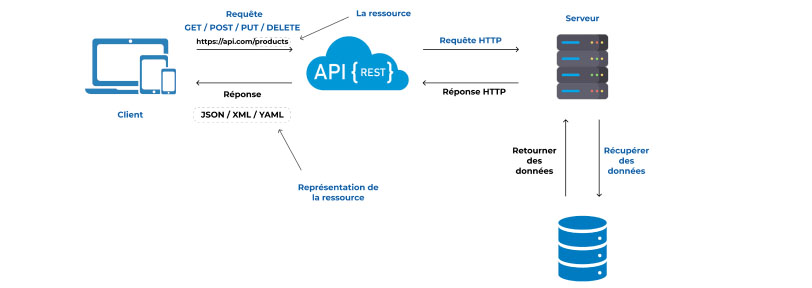 Requête
GET / POST / PUT / DELETE
https://api.com/products
La ressource
Serveur
API { REST }
Requête HTTP
Réponse
Réponse HTTP
Client
JSON / XML / YAML
Retourner
des
données
Récupérer
des
données
Représentation de
la ressource